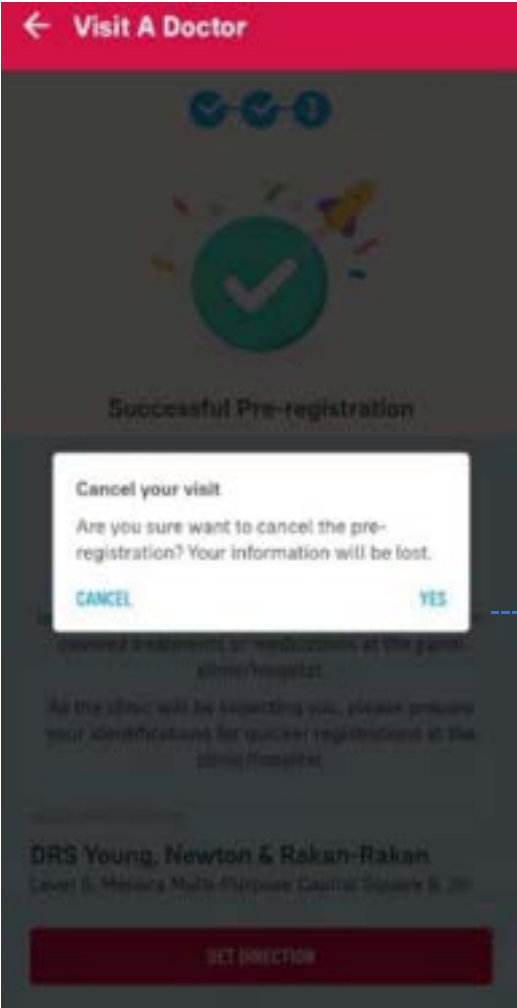 Visit A Doctor
3
Successful Pre-registration
Cancel your visit
Are you sure want to cancel the pre-
registration? Your information will be lost.
CANCEL
YES
covered treatments or medications at the panel
clinic/hospital.
As the clinic will be expecting you, please prepare
your identifications for quicker registrations at the
clinic/hospital.
DRS Young, Newton & Rakan-Rakan
Level 5, Menara Multi-Purpose Capital Square 8,
GET DIRECTION